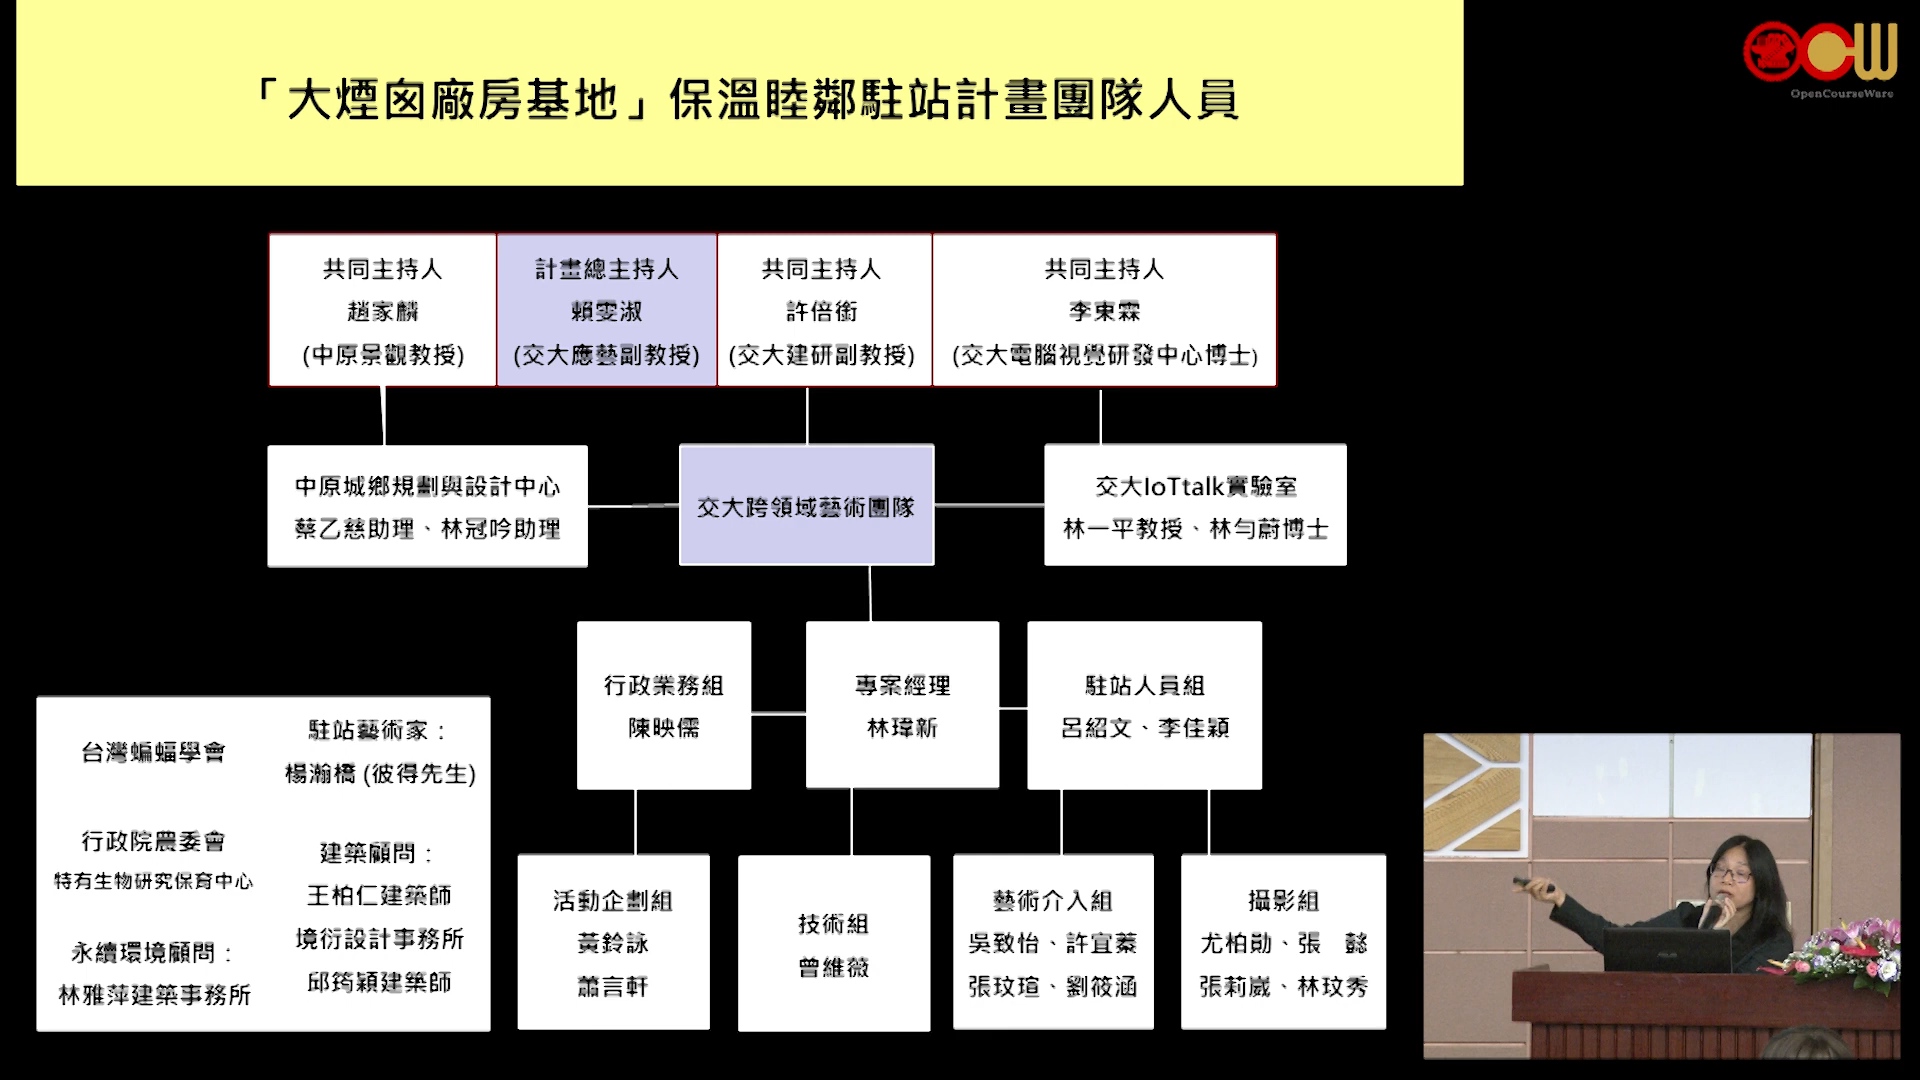 「大煙囪廠房基地」保溫睦鄰駐站計畫團隊人員
OpenCourseWare
共同主持人
趙家麟
(中原景觀教授)
計畫總主持人
賴雯淑
(交大應藝副教授)
共同主持人
許倍銜
(交大建研副教授)
共同主持人
李東霖
(交大電腦視覺研發中心博士)
中原城鄉規劃與設計中心
蔡乙慈助理、林冠吟助理
交大跨領域藝術團隊
交大IoTtalk實驗室
林一平教授、林勻蔚博士
行政業務組
陳映儒
專案經理
林瑋新
駐站人員組
呂紹文、李佳穎
台灣蝙蝠學會
行政院農委會
特有生物研究保育中心
永續環境顧問：
林雅萍建築事務所
駐站藝術家：
楊瀚橋 (彼得先生)
建築顧問：
王柏仁建築師
境衍設計事務所
邱筠穎建築師
活動企劃組
黃鈴詠
蕭言軒
技術組
曾維薇
藝術介入組
吳致怡、許宜蓁
張玟瑄、劉筱涵
攝影組
尤柏勛、張　懿
張莉崴、林玟秀